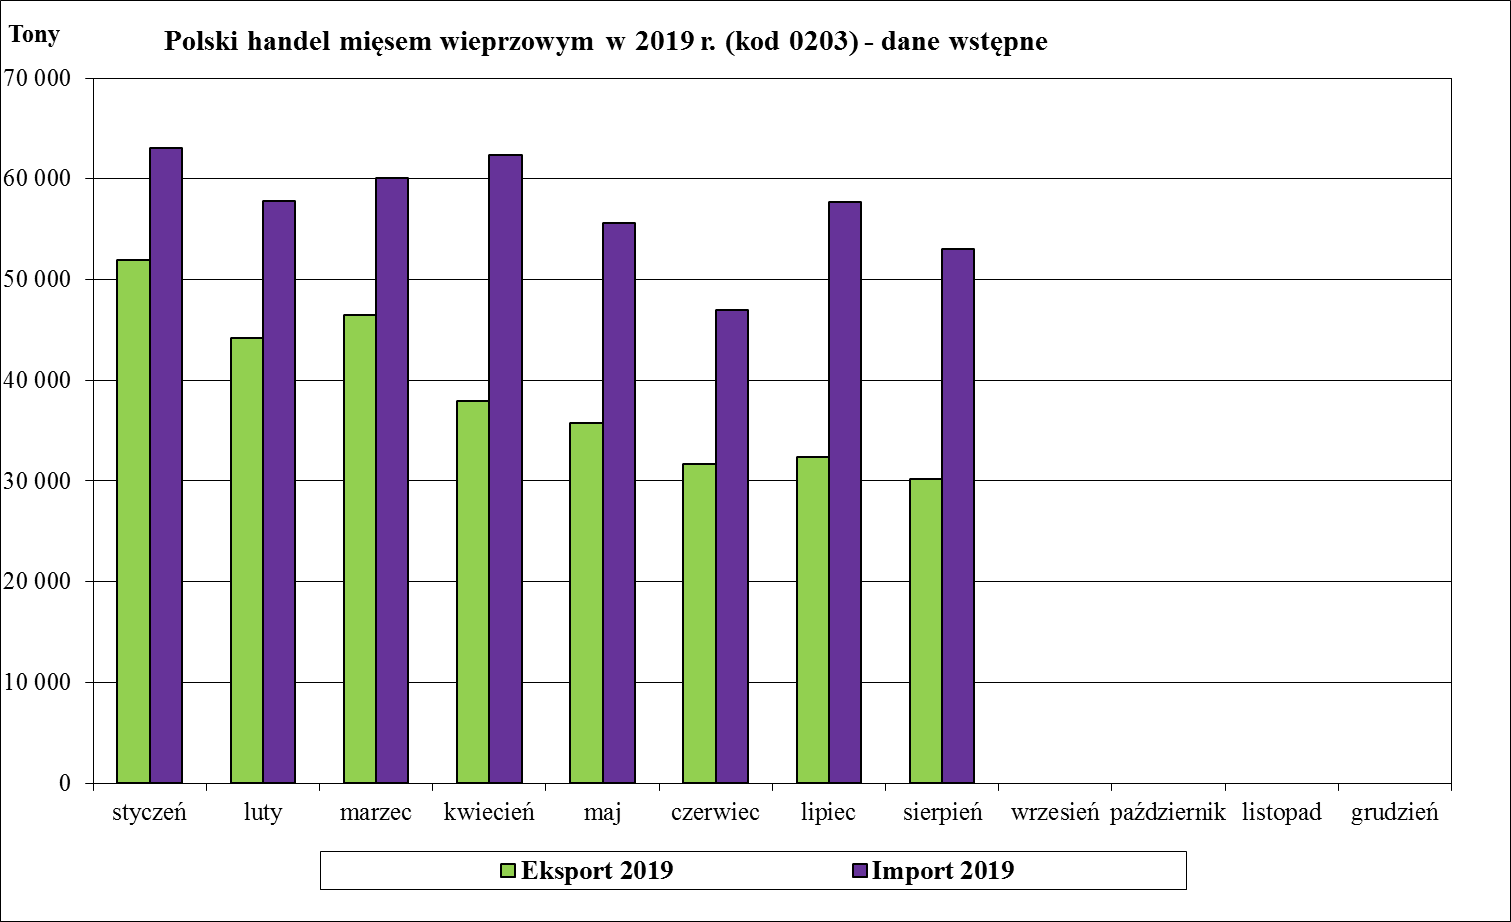 Tony
Polski handel mięsem wieprzowym w 2019 r. (kod 0203) - dane wstępne
70 000
60 000
50 000
40 000
30 000
20 000
10 000
0
styczeń luty marzec kwiecień maj czerwiec lipiec sierpień wrzesień październik listopad grudzień
Eksport 2019 Import 2019